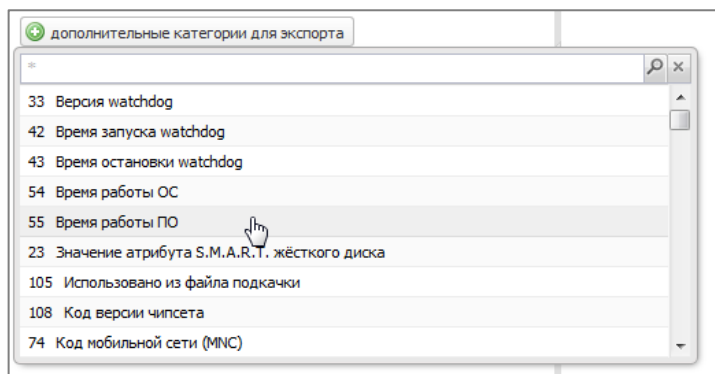 дополнительные категории для экспорта
*
33 Версия watchdog
42 Время запуска watchdog
43 Время остановки watchdog
54 Время работы ОС
55 Время работы ПО
23 Значение атрибута S.M.A.R.T. жёсткого диска
105 Использовано из файла подкачки
108 Код версии чипсета
74 Код мобильной сети (MNC)